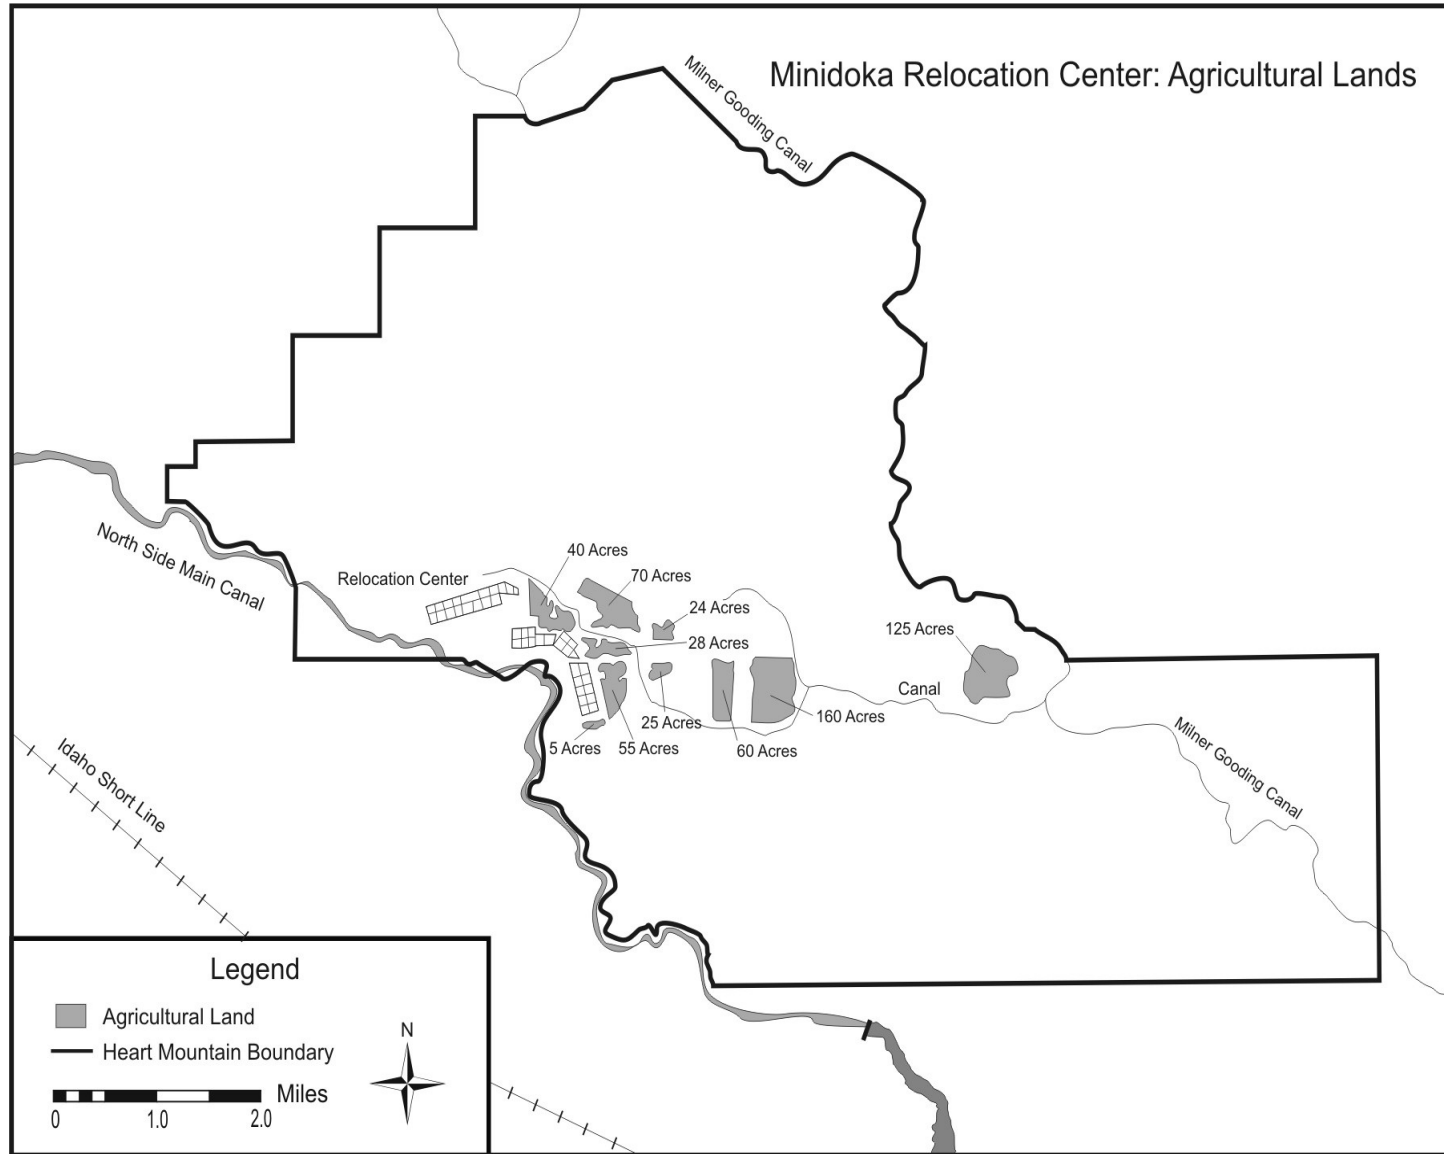 Minidoka Relocation Center: Agricultural Lands
Milner Gooding Canal
North Side Main Canal
Relocation Center
40 Acres
70 Acres
24 Acres
28 Acres
125 Acres
Canal
160 Acres
25 Acres
5 Acres
55 Acres
60 Acres
Milner Gooding Canal
Idaho Short Line
Legend
Agricultural Land
Heart Mountain Boundary
Miles
0 1.0 2.0
N